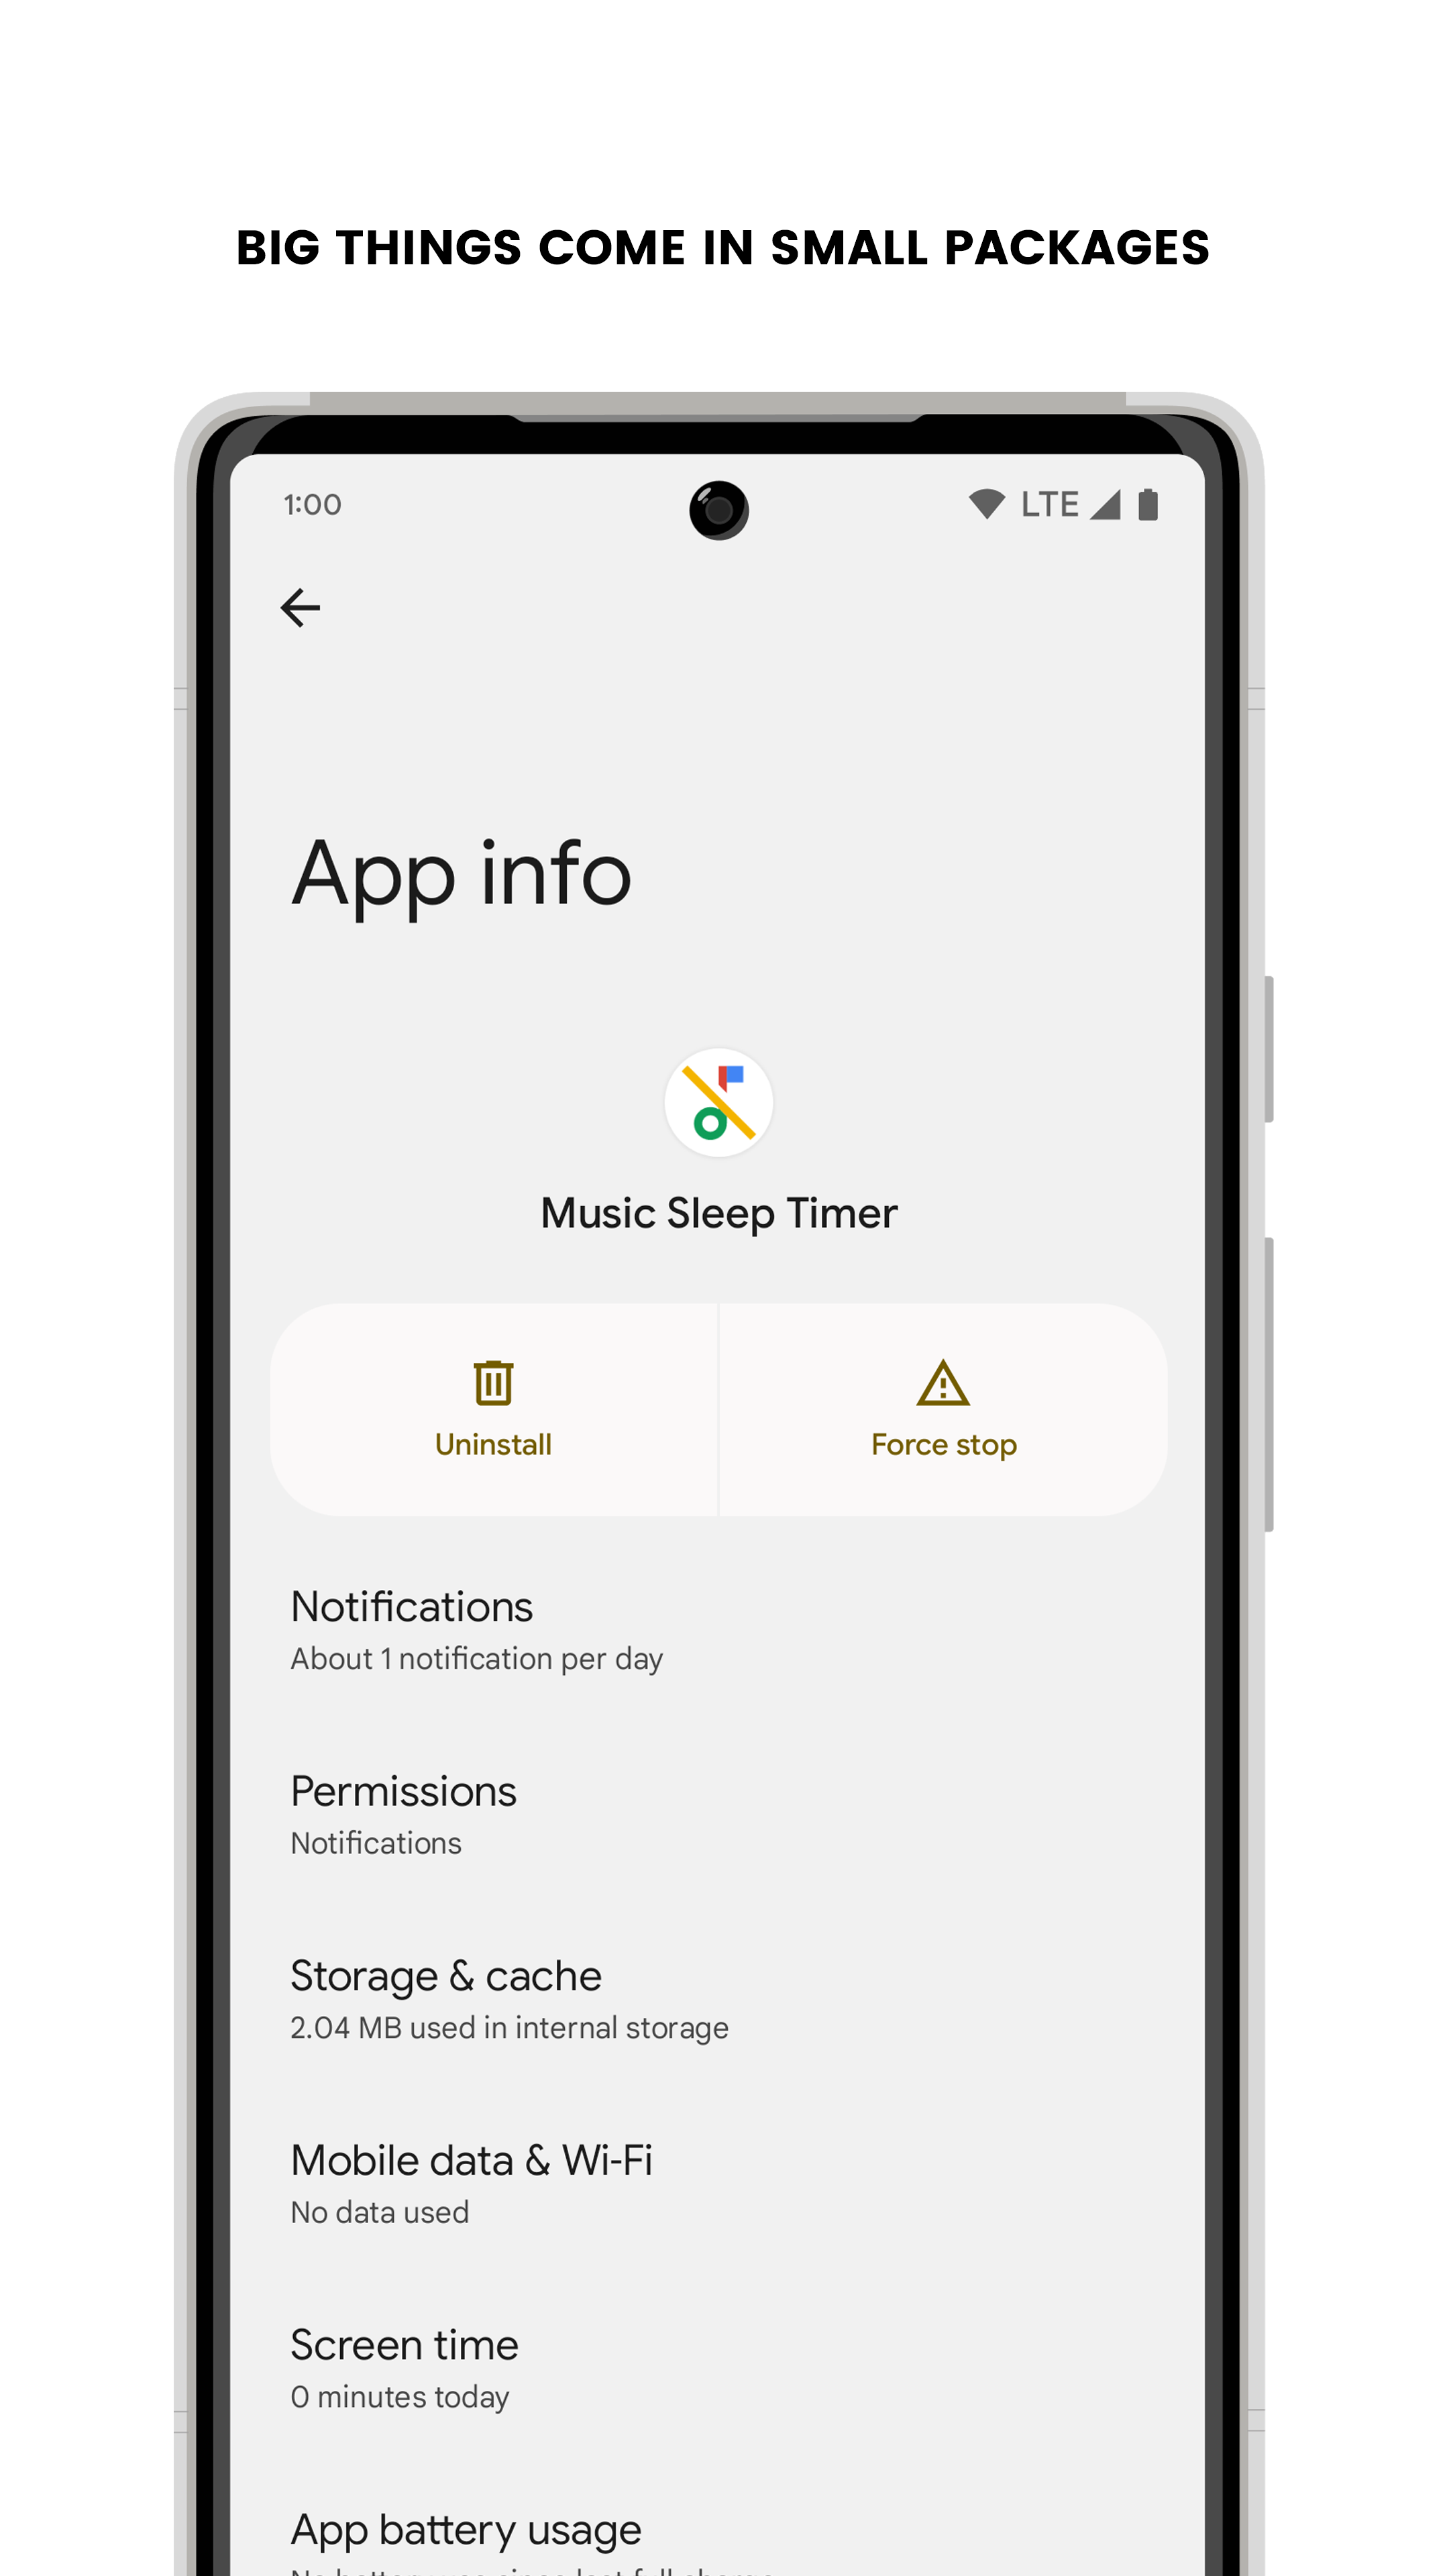 BIG THINGS COME IN SMALL PACKAGES
1:00
LTE
App info
Music Sleep Timer
Uninstall
Force stop
Notifications
About 1 notification per day
Permissions
Notifications
Storage & cache
2.04 MB used in internal storage
Mobile data & Wi-Fi
No data used
Screen time
0 minutes today
App battery usage